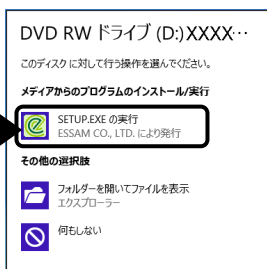 DVD RW ドライブ (D:)XXXX…
このディスク に対して行う操作を選んでください。
メディアからのプログラムのインストール/実行
SETUP.EXE の実行
ESSAM CO., LTD. により発行
その他の選択肢
フォルダーを開いてファイルを表示
エクスプローラー
何もしない